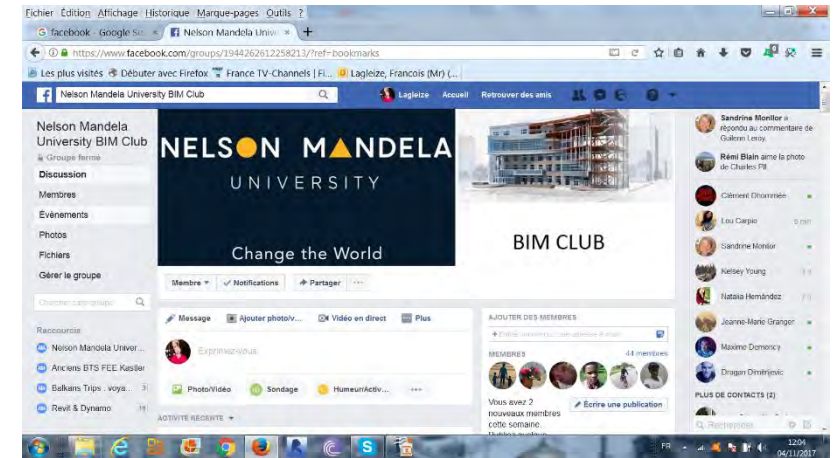 Fichier Édition Affichage Historique Marque-pages Outils ?
facebook - Google Se
Nelson Mandela Unive
https://www.facebook.com/groups/1944262612258213/?ref=bookmarks
Les plus visités Débuter avec Firefox France TV-Channels | Fl... Lagleize, Francois (Mr) (...
Nelson Mandela University BIM Club
Lagleize Accueil Retrouver des amis
Nelson Mandela
University BIM Club
Groupe fermé
Discussion
Membres
Évènements
Photos
Fichiers
Gérer le groupe
Raccourcis
Nelson Mandela Univer...
Anciens BTS FEE Kastler
Balkans Trips . voya... 3
Revit & Dynamo
NELSON MANDELA
UNIVERSITY
Change the World
BIM CLUB
Membre Notifications Partager
Message Ajouter photo/v... Vidéo en direct Plus
Exprimez-vous
Photo/Vidéo Sondage Humeur/Activ...
ACTIVITÉ RÉCENTE
AJOUTER DES MEMBRES
MEMBRES 44 membres
Vous avez 2
nouveaux membres
cette semaine.
Écrire une publication
Sandrine Monllor a
répondu au commentaire de
Guilenn Leroy.
Rémi Blain aime la photo
de Charles Pll
Clément Dhommée
Lou Carpio
Sandrine Monllor
Kelsey Young
Natalia Hernández
Jeanne-Marie Granger
Maxime Demoncy
Dragan Dimitrijevic
PLUS DE CONTACTS (2)
Rechercher
FR
12:04
04/11/2017